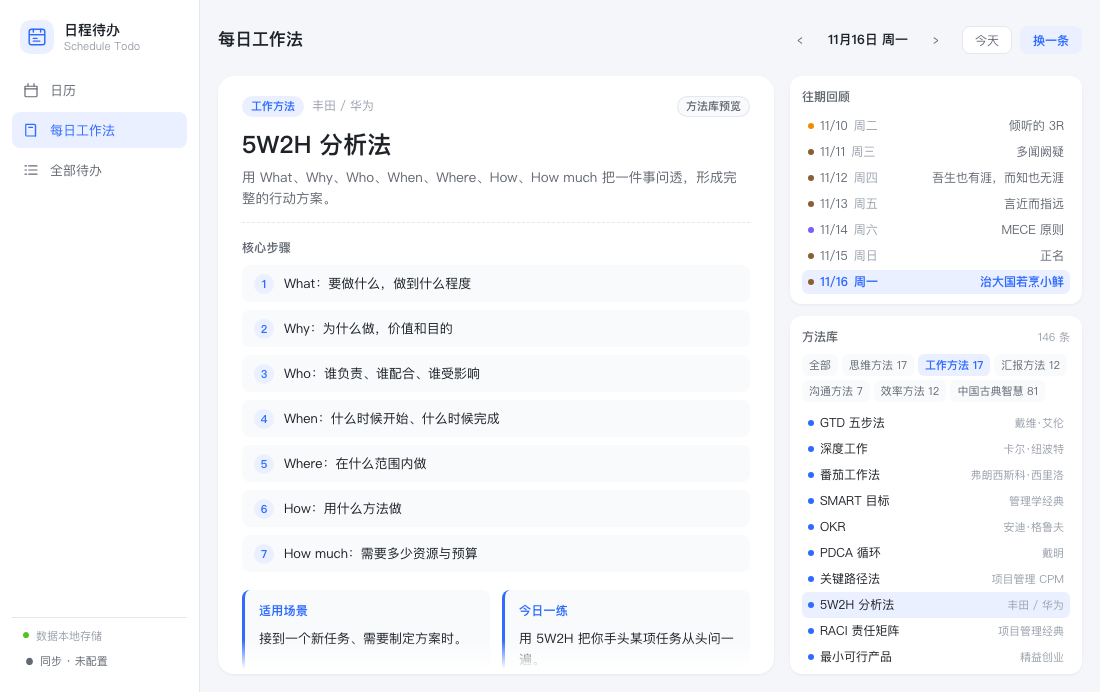 日程待办
Schedule Todo
日历
每日工作法
全部待办
数据本地存储
同步 · 未配置
每日工作法
< 11月16日 周一 > 今天 换一条
工作方法 丰田 / 华为 方法库预览
5W2H 分析法
用 What、Why、Who、When、Where、How、How much 把一件事问透，形成完
整的行动方案。
核心步骤
1 What：要做什么，做到什么程度
2 Why：为什么做，价值和目的
3 Who：谁负责、谁配合、谁受影响
4 When：什么时候开始、什么时候完成
5 Where：在什么范围内做
6 How：用什么方法做
7 How much：需要多少资源与预算
适用场景
接到一个新任务、需要制定方案时。
今日一练
用 5W2H 把你手头某项任务从头问一
遍。
往期回顾
11/10 周二 倾听的 3R
11/11 周三 多闻阙疑
11/12 周四 吾生也有涯，而知也无涯
11/13 周五 言近而指远
11/14 周六 MECE 原则
11/15 周日 正名
11/16 周一 治大国若烹小鲜
方法库 146 条
全部 思维方法 17 工作方法 17 汇报方法 12
沟通方法 7 效率方法 12 中国古典智慧 81
GTD 五步法 戴维·艾伦
深度工作 卡尔·纽波特
番茄工作法 弗朗西斯科·西里洛
SMART 目标 管理学经典
OKR 安迪·格鲁夫
PDCA 循环 戴明
关键路径法 项目管理 CPM
5W2H 分析法 丰田 / 华为
RACI 责任矩阵 项目管理经典
最小可行产品 精益创业